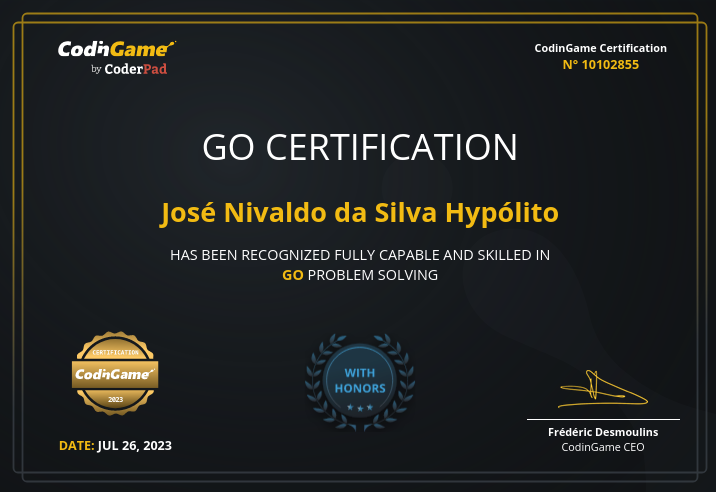 CodinGame
by CoderPad
CodinGame Certification
N° 10102855
GO CERTIFICATION
José Nivaldo da Silva Hypólito
HAS BEEN RECOGNIZED FULLY CAPABLE AND SKILLED IN
GO PROBLEM SOLVING
CERTIFICATION
CodinGame
2023
WITH
HONORS
DATE: JUL 26, 2023
Frédéric Desmoulins
CodinGame CEO